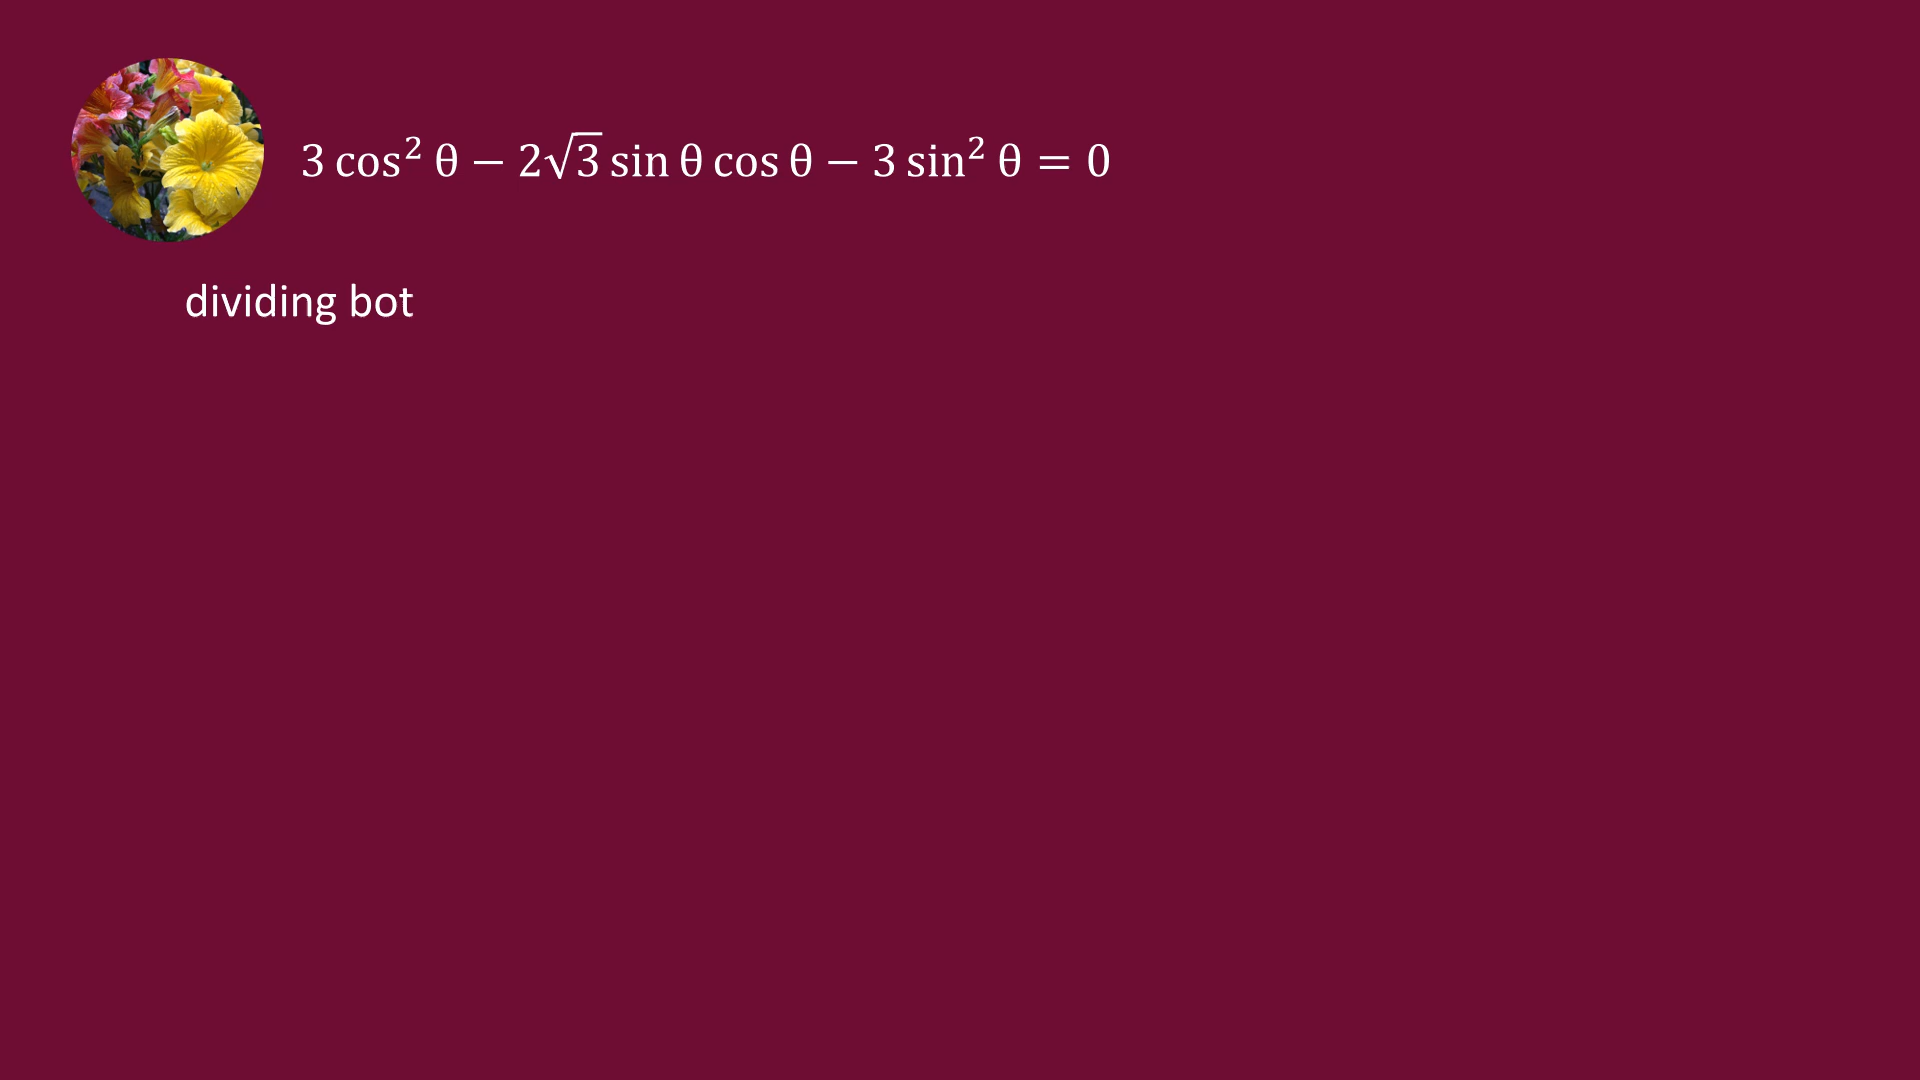 3 cos² θ − 2√3 sin θ cos θ − 3 sin² θ = 0
dividing bot